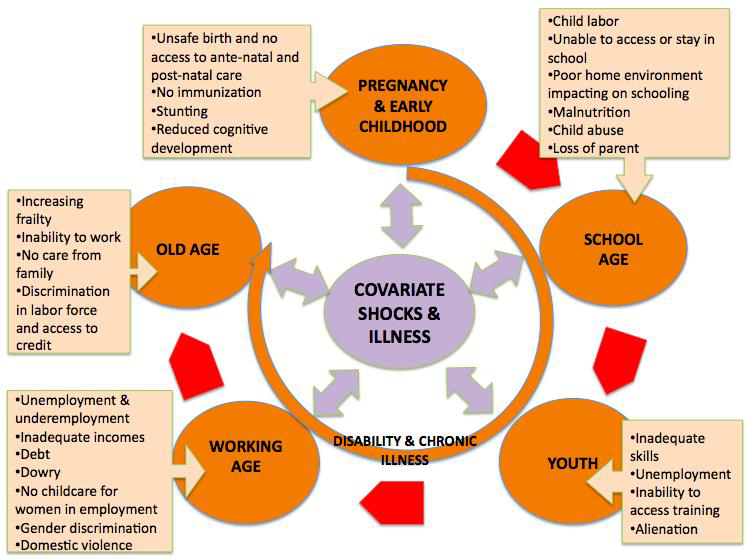 •Unsafe birth and no
access to ante-natal and
post-natal care
•No immunization
•Stunting
•Reduced cognitive
development
PREGNANCY
& EARLY
CHILDHOOD
•Child labor
•Unable to access or stay in
school
•Poor home environment
impacting on schooling
•Malnutrition
•Child abuse
•Loss of parent
SCHOOL
AGE
•Increasing
frailty
•Inability to work
•No care from
family
•Discrimination
in labor force
and access to
credit
OLD AGE
COVARIATE
SHOCKS &
ILLNESS
•Unemployment &
underemployment
•Inadequate incomes
•Debt
•Dowry
•No childcare for
women in employment
•Gender discrimination
•Domestic violence
WORKING
AGE
DISABILITY & CHRONIC
ILLNESS
YOUTH
•Inadequate
skills
•Unemployment
•Inability to
access training
•Alienation